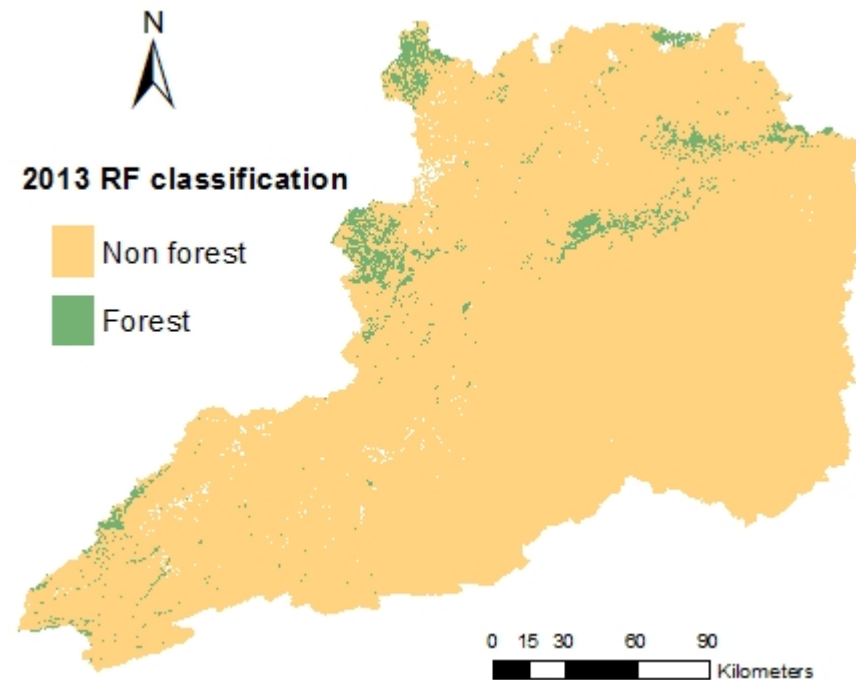 N
2013 RF classification
Non forest
Forest
0 15 30 60 90
Kilometers